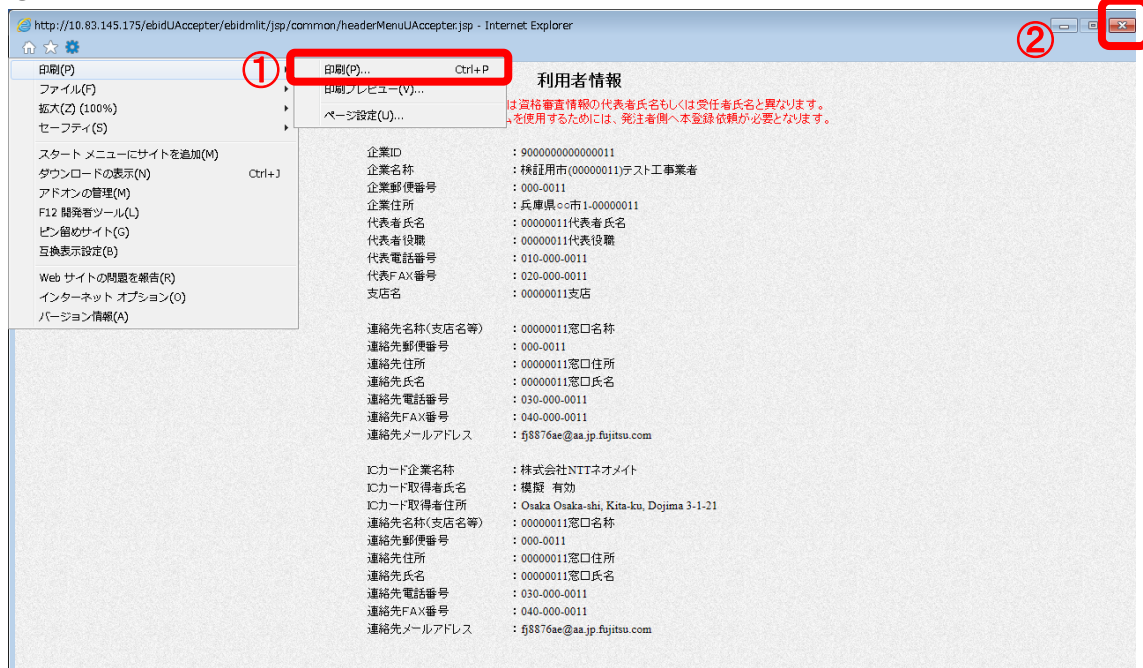 http://10.83.145.175/ebidUAccepter/ebidmlit/jsp/common/headerMenuUAccepter.jsp - Internet Explorer
②
印刷(P)
ファイル(F)
拡大(Z) (100%)
セーフティ(S)
スタート メニューにサイトを追加(M)
ダウンロードの表示(N) Ctrl+J
アドオンの管理(M)
F12 開発者ツール(L)
ピン留めサイト(G)
互換表示設定(B)
Web サイトの問題を報告(R)
インターネット オプション(O)
バージョン情報(A)
①
印刷(P)... Ctrl+P
印刷プレビュー(V)...
ページ設定(U)...
利用者情報
は資格審査情報の代表者氏名もしくは受任者氏名と異なります。
を使用するためには、発注者側へ本登録依頼が必要となります。
企業ID : 9000000000000011
企業名称 : 検証用市(00000011)テスト工事業者
企業郵便番号 : 000-0011
企業住所 : 兵庫県○○市1-00000011
代表者氏名 : 00000011代表者氏名
代表者役職 : 00000011代表役職
代表電話番号 : 010-000-0011
代表FAX番号 : 020-000-0011
支店名 : 00000011支店
連絡先名称(支店名等) : 00000011窓口名称
連絡先郵便番号 : 000-0011
連絡先住所 : 00000011窓口住所
連絡先氏名 : 00000011窓口氏名
連絡先電話番号 : 030-000-0011
連絡先FAX番号 : 040-000-0011
連絡先メールアドレス : fj8876ae@aa.jp.fujitsu.com
ICカード企業名称 : 株式会社NTTネオメイト
ICカード取得者氏名 : 模擬 有効
ICカード取得者住所 : Osaka Osaka-shi, Kita-ku, Dojima 3-1-21
連絡先名称(支店名等) : 00000011窓口名称
連絡先郵便番号 : 000-0011
連絡先住所 : 00000011窓口住所
連絡先氏名 : 00000011窓口氏名
連絡先電話番号 : 030-000-0011
連絡先FAX番号 : 040-000-0011
連絡先メールアドレス : fj8876ae@aa.jp.fujitsu.com